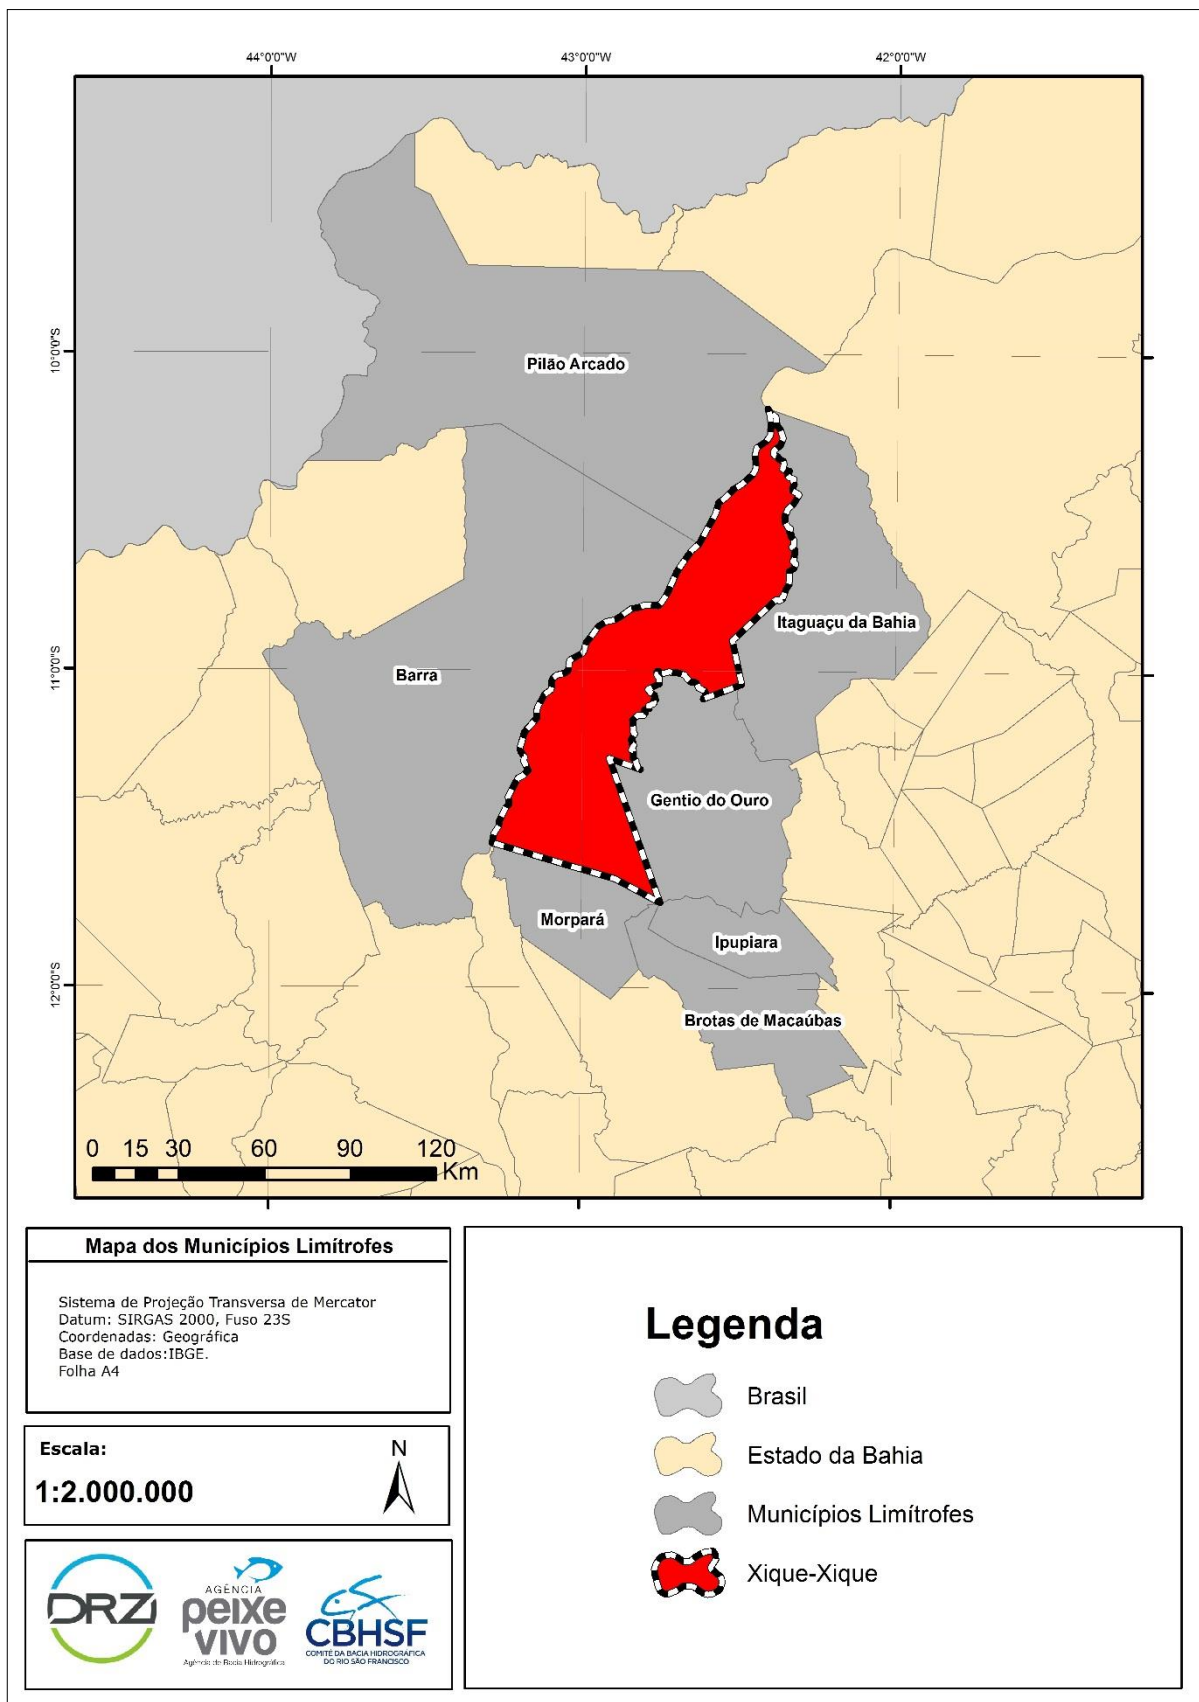 44°0'0"W
43°0'0"W
42°0'0"W
10°0'0"S
11°0'0"S
12°0'0"S
Pilão Arcado
Itaguaçu da Bahia
Barra
Gentio do Ouro
Morpará
Ipupiara
Brotas de Macaúbas
0 15 30 60 90 120
Km
Mapa dos Municípios Limítrofes
Sistema de Projeção Transversa de Mercator
Datum: SIRGAS 2000, Fuso 23S
Coordenadas: Geográfica
Base de dados:IBGE.
Folha A4
Escala:
1:2.000.000
N
DRZ
AGÊNCIA
peixe
vivo
Agência de Bacia Hidrográfica
CBHSF
COMITÊ DA BACIA HIDROGRÁFICA
DO RIO SÃO FRANCISCO
Legenda
Brasil
Estado da Bahia
Municípios Limítrofes
Xique-Xique